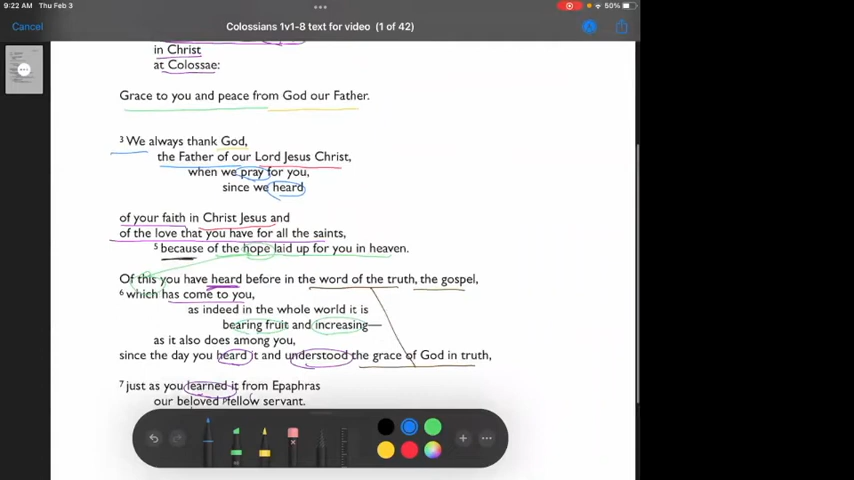 9:22 AM Thu Feb 3
50%
Cancel
Colossians 1v1-8 text for video (1 of 42)
in Christ
at Colossae:
Grace to you and peace from God our Father.
3 We always thank God,
the Father of our Lord Jesus Christ,
when we pray for you,
since we heard
of your faith in Christ Jesus and
of the love that you have for all the saints,
5 because of the hope laid up for you in heaven.
Of this you have heard before in the word of the truth, the gospel,
6 which has come to you,
as indeed in the whole world it is
bearing fruit and increasing—
as it also does among you,
since the day you heard it and understood the grace of God in truth,
7 just as you learned it from Epaphras
our beloved fellow servant.